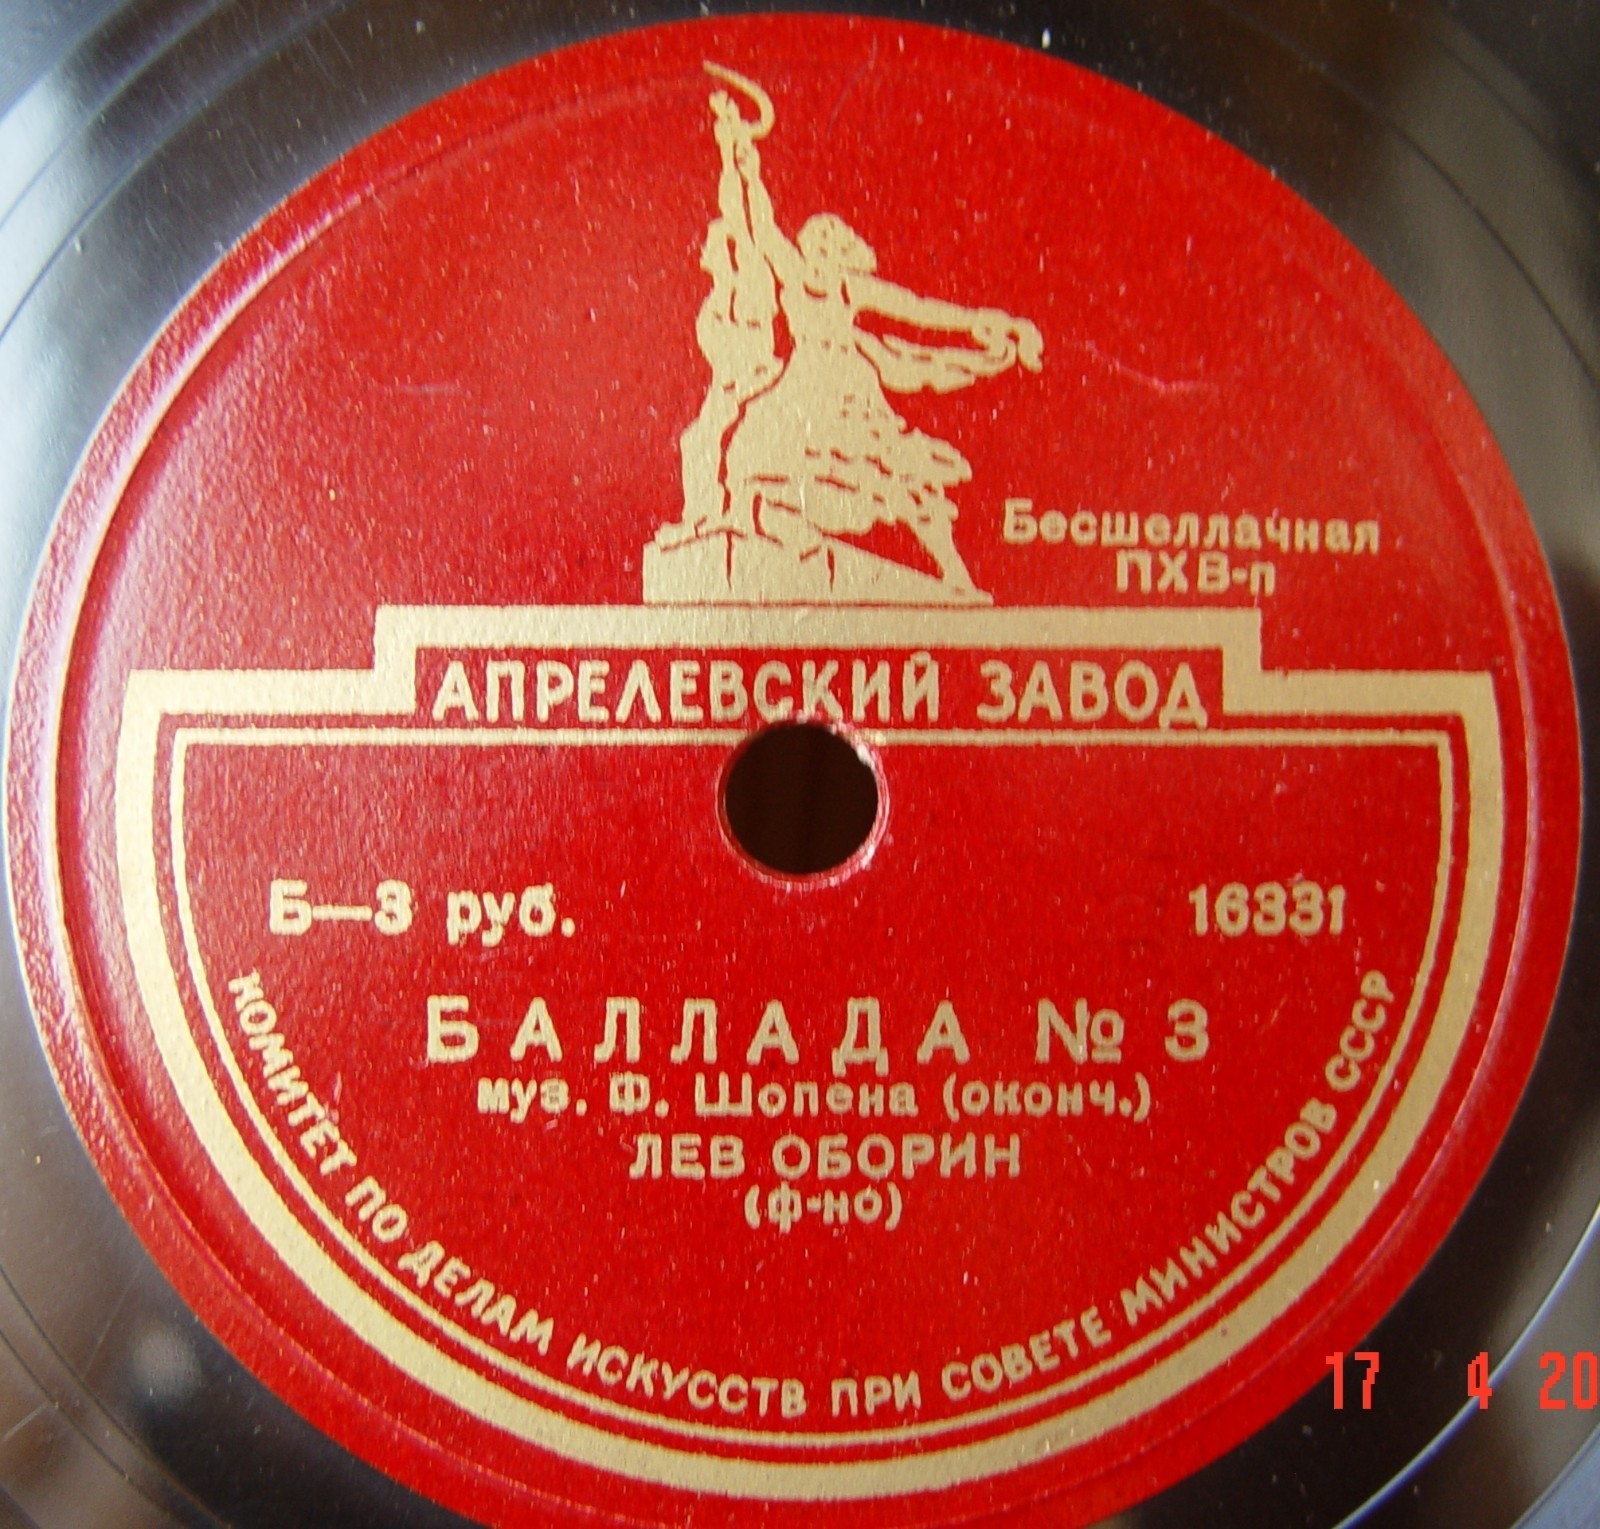 Бесшеллачная
ПХВ-п
АПРЕЛЕВСКИЙ ЗАВОД
Б—3 руб.
16331
БАЛЛАДА № 3
муз. Ф. Шопена (оконч.)
ЛЕВ ОБОРИН
(ф-но)
КОМИТЕТ ПО ДЕЛАМ ИСКУССТВ ПРИ СОВЕТЕ МИНИСТРОВ СССР
17 4 20